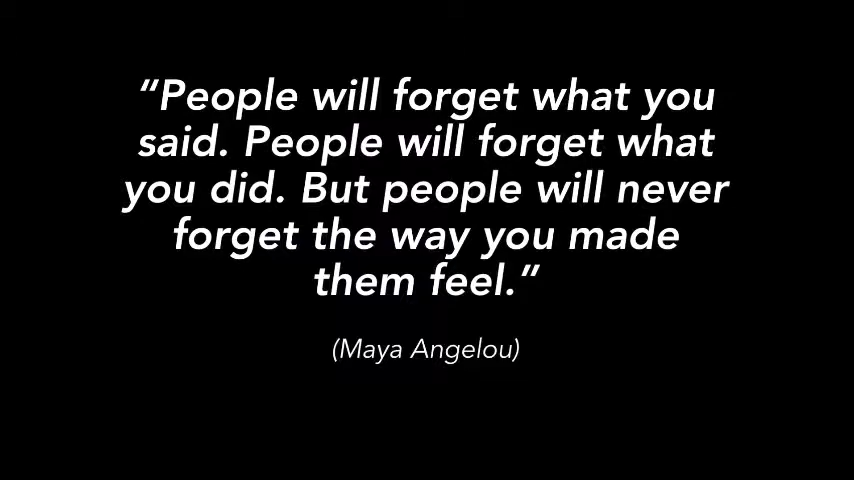 “People will forget what you
said. People will forget what
you did. But people will never
forget the way you made
them feel.”
(Maya Angelou)